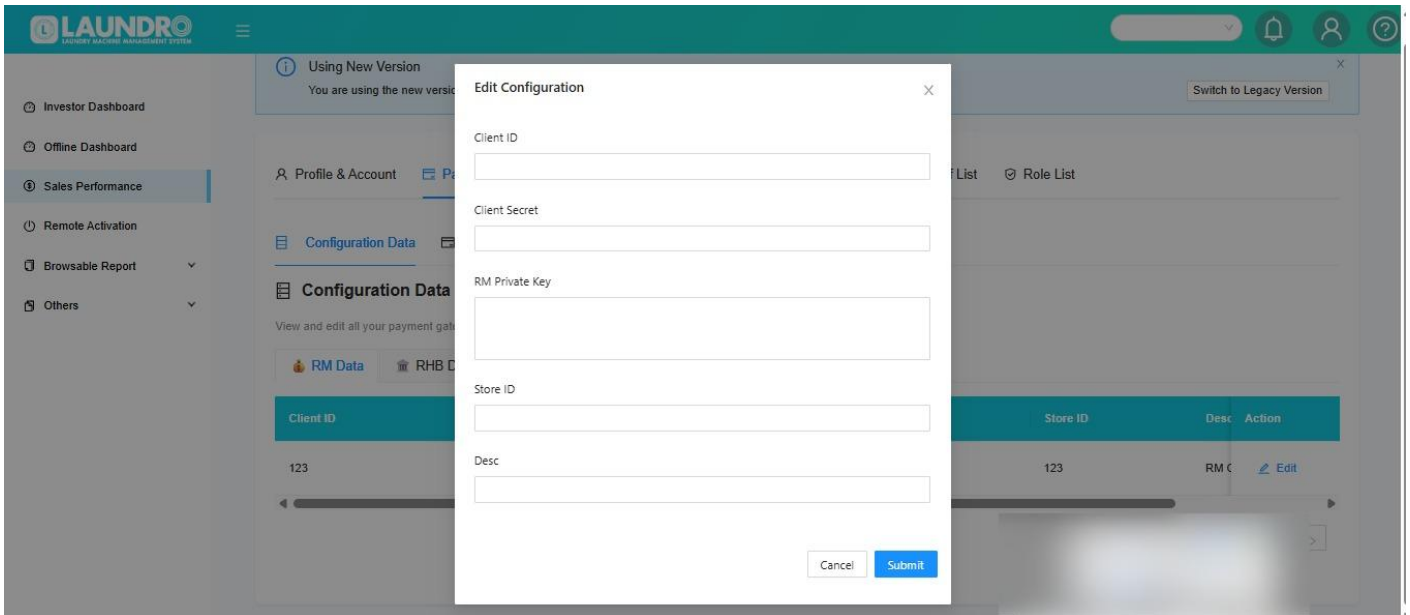 LAUNDRO
LAUNDRY MACHINE MANAGEMENT SYSTEM
Using New Version
You are using the new versic
Switch to Legacy Version
X
Investor Dashboard
Offline Dashboard
Sales Performance
Remote Activation
Browsable Report
Others
Profile & Account
Pa
List
Role List
Configuration Data
Configuration Data
View and edit all your payment gat
RM Data
RHB D
Client ID
Store ID
Desc
Action
123
123
RM
Edit
Edit Configuration
Client ID
Client Secret
RM Private Key
Store ID
Desc
Cancel
Submit